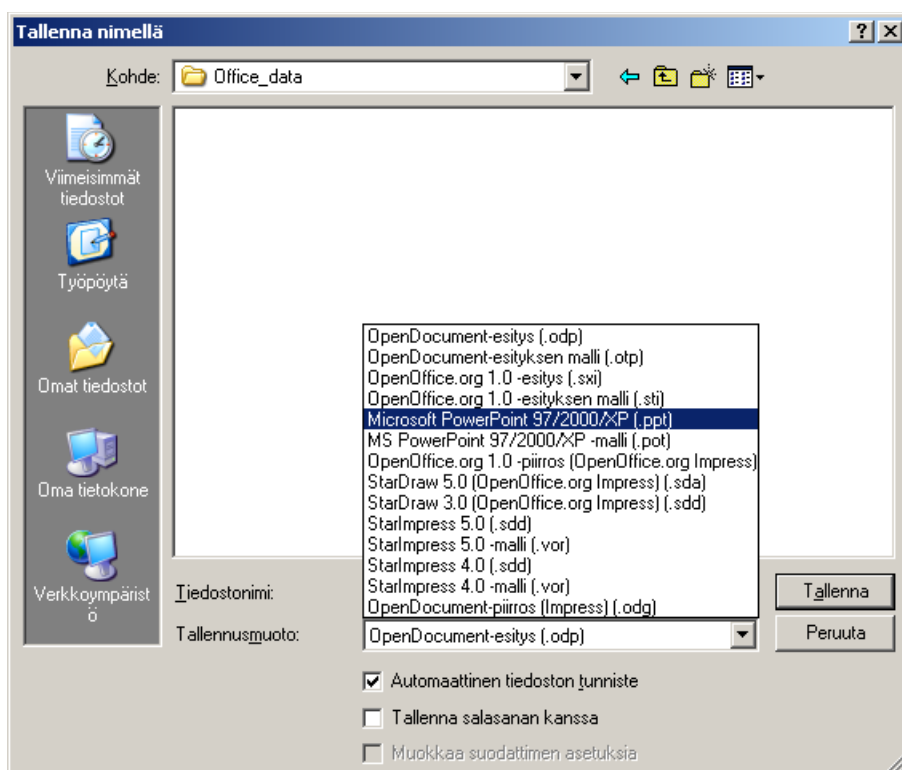 Tallenna nimellä
Kohde: Office_data
Viimeisimmät
tiedostot
Työpöytä
Omat tiedostot
Oma tietokone
Verkkoympärist
ö
OpenDocument-esitys (.odp)
OpenDocument-esityksen malli (.otp)
OpenOffice.org 1.0 -esitys (.sxi)
OpenOffice.org 1.0 -esityksen malli (.sti)
Microsoft PowerPoint 97/2000/XP (.ppt)
MS PowerPoint 97/2000/XP -malli (.pot)
OpenOffice.org 1.0 -piirros (OpenOffice.org Impress)
StarDraw 5.0 (OpenOffice.org Impress) (.sda)
StarDraw 3.0 (OpenOffice.org Impress) (.sdd)
StarImpress 5.0 (.sdd)
StarImpress 5.0 -malli (.vor)
StarImpress 4.0 (.sdd)
StarImpress 4.0 -malli (.vor)
OpenDocument-piirros (Impress) (.odg)
Tiedostonimi:
Tallenna
Tallennusmuoto: OpenDocument-esitys (.odp)
Peruuta
Automaattinen tiedoston tunniste
Tallenna salasanan kanssa
Muokkaa suodattimen asetuksia